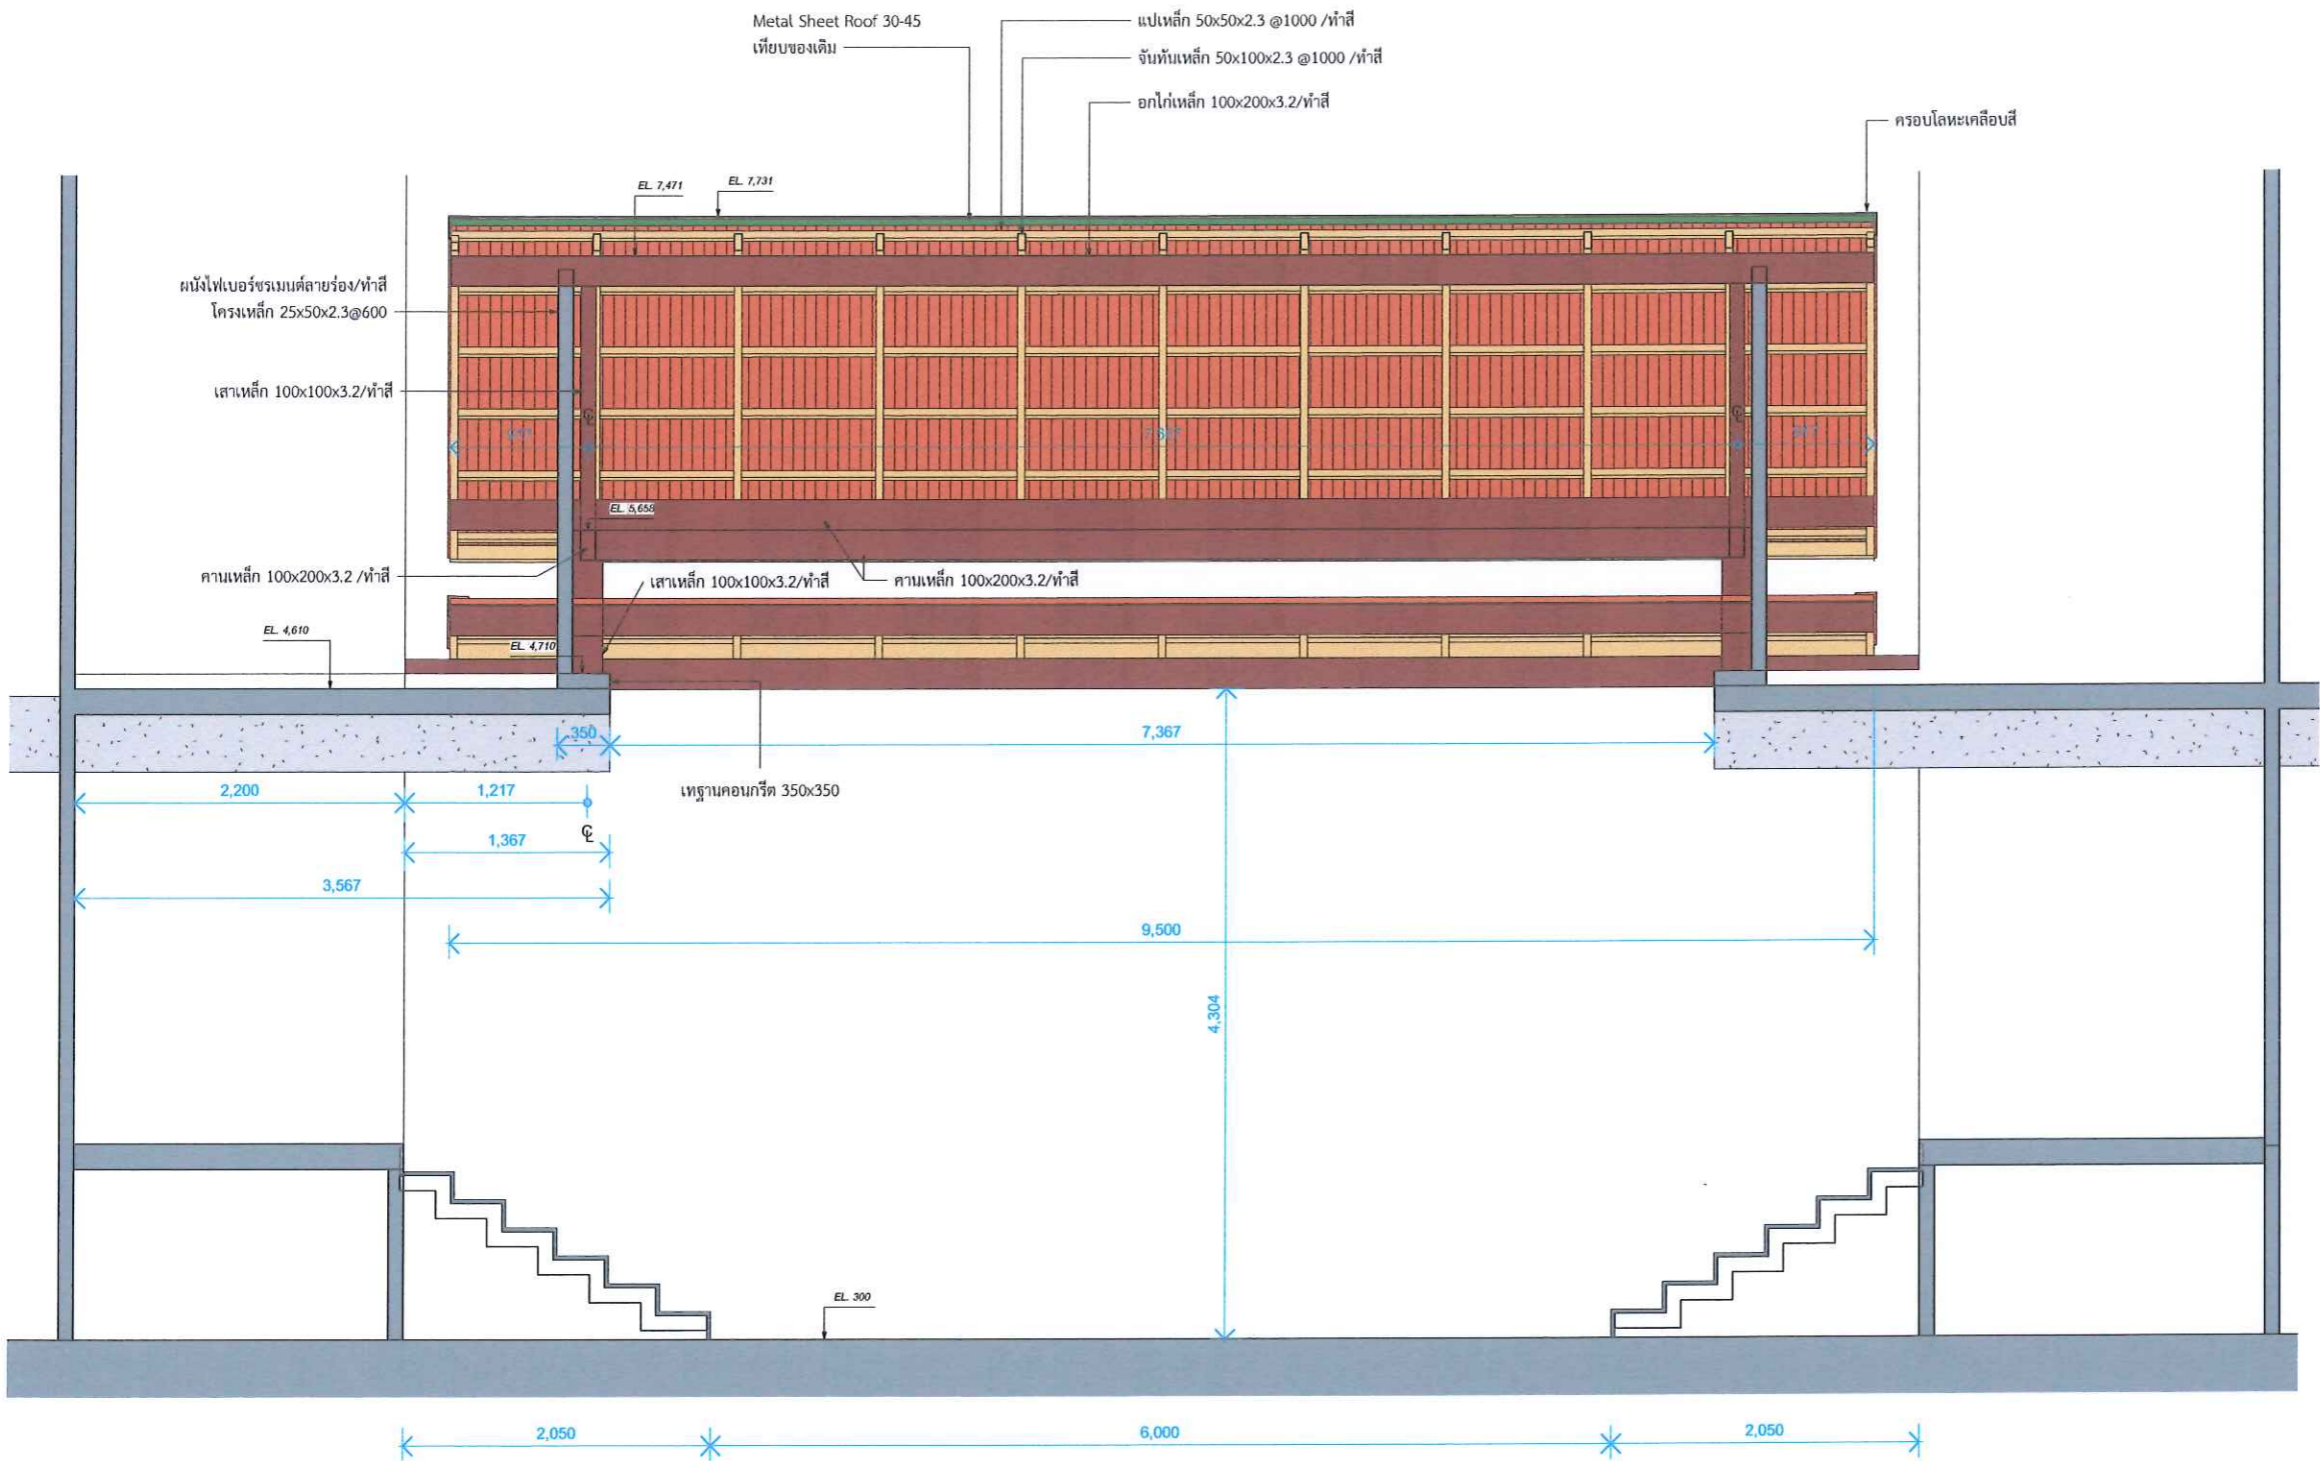 Metal Sheet Roof 30-45
เทียบของเดิม
แปเหล็ก 50x50x2.3 @1000 /ทำสี
จันทันเหล็ก 50x100x2.3 @1000 /ทำสี
อกไก่เหล็ก 100x200x3.2/ทำสี
ครอบโลหะเคลือบสี
EL. 7,471
EL. 7,731
ผนังไฟเบอร์ซรเมนต์ลายร่อง/ทำสี
โครงเหล็ก 25x50x2.3@600
เสาเหล็ก 100x100x3.2/ทำสี
EL. 5,658
คานเหล็ก 100x200x3.2 /ทำสี
เสาเหล็ก 100x100x3.2/ทำสี
คานเหล็ก 100x200x3.2/ทำสี
EL. 4,610
EL. 4,710
350
7,367
2,200
1,217
เทฐานคอนกรีต 350x350
℄
1,367
3,567
9,500
4,304
EL. 300
2,050
6,000
2,050